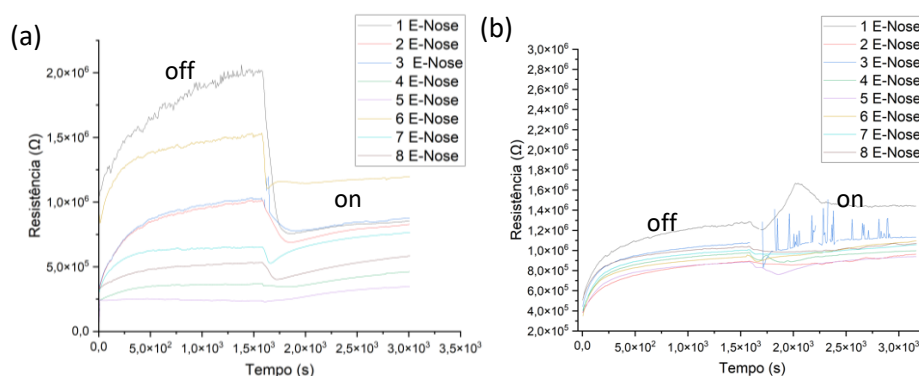 (a)
off
on
1 E-Nose
2 E-Nose
3 E-Nose
4 E-Nose
5 E-Nose
6 E-Nose
7 E-Nose
8 E-Nose
Resistência (Ω)
2,0×10⁶
1,5×10⁶
1,0×10⁶
5,0×10⁵
0,0
0,0
5,0×10²
1,0×10³
1,5×10³
2,0×10³
2,5×10³
3,0×10³
3,5×10³
Tempo (s)
(b)
off
on
1 E-Nose
2 E-Nose
3 E-Nose
4 E-Nose
5 E-Nose
6 E-Nose
7 E-Nose
8 E-Nose
Resistência (Ω)
3,0×10⁶
2,8×10⁶
2,6×10⁶
2,4×10⁶
2,2×10⁶
2,0×10⁶
1,8×10⁶
1,6×10⁶
1,4×10⁶
1,2×10⁶
1,0×10⁶
8,0×10⁵
6,0×10⁵
4,0×10⁵
2,0×10⁵
0,0
5,0×10²
1,0×10³
1,5×10³
2,0×10³
2,5×10³
3,0×10³
Tempo (s)